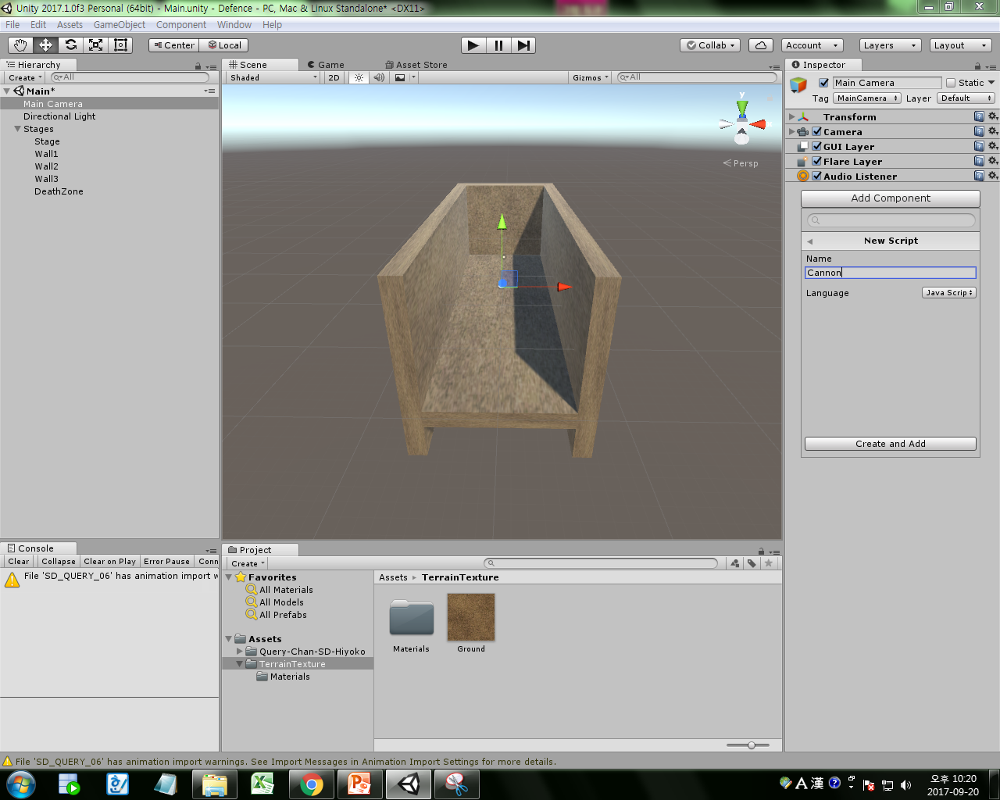 Unity 2017.1.0f3 Personal (64bit) - Main.unity - Defence - PC, Mac & Linux Standalone* <DX11>
File Edit Assets GameObject Component Window Help
Center Local Collab Account Layers Layout
Hierarchy
Create All
Main*
Main Camera
Directional Light
Stages
Stage
Wall1
Wall2
Wall3
DeathZone
Scene Game Asset Store
Shaded 2D Gizmos All
y
Persp
Inspector
Main Camera Static
Tag MainCamera Layer Default
Transform
Camera
GUI Layer
Flare Layer
Audio Listener
Add Component
New Script
Name
Cannon
Language Java Scrip
Create and Add
Console
Clear Collapse Clear on Play Error Pause Conn
File 'SD_QUERY_06' has animation import w
Project
Create
Favorites
All Materials
All Models
All Prefabs
Assets
Query-Chan-SD-Hiyoko
TerrainTexture
Materials
Assets TerrainTexture
Materials Ground
File 'SD_QUERY_06' has animation import warnings. See Import Messages in Animation Import Settings for more details.
A 漢
오후 10:20
2017-09-20